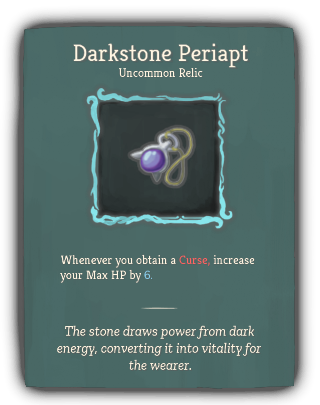 Darkstone Periapt
Uncommon Relic
Whenever you obtain a Curse, increase
your Max HP by 6.
The stone draws power from dark
energy, converting it into vitality for
the wearer.